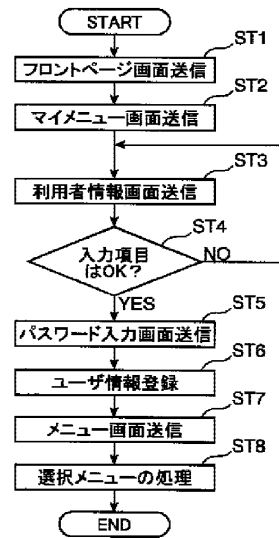 START
ST1
フロントページ画面送信
ST2
マイメニュー画面送信
ST3
利用者情報画面送信
ST4
入力項目
はOK?
NO
YES
ST5
パスワード入力画面送信
ST6
ユーザ情報登録
ST7
メニュー画面送信
ST8
選択メニューの処理
END